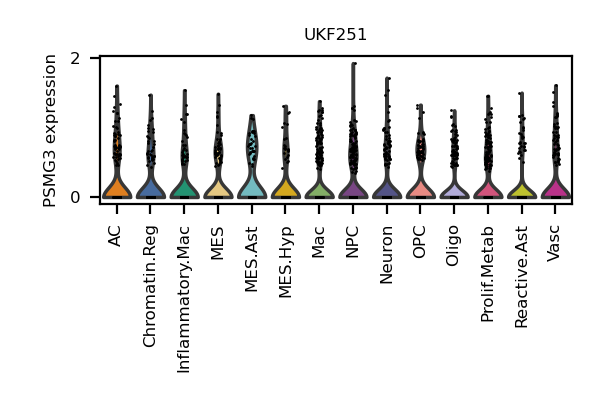 UKF251
PSMG3 expression
2
0
AC
Chromatin.Reg
Inflammatory.Mac
MES
MES.Ast
MES.Hyp
Mac
NPC
Neuron
OPC
Oligo
Prolif.Metab
Reactive.Ast
Vasc